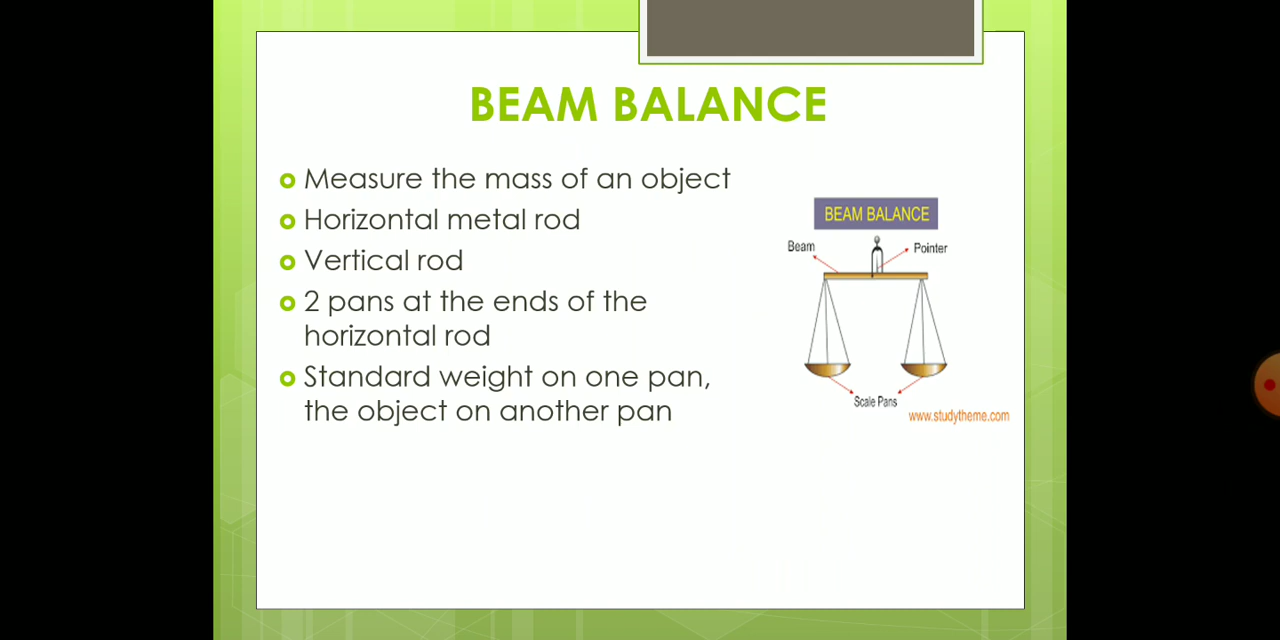 BEAM BALANCE
Measure the mass of an object
Horizontal metal rod
Vertical rod
2 pans at the ends of the
horizontal rod
Standard weight on one pan,
the object on another pan
BEAM BALANCE
Beam
Pointer
Scale Pans
www.studytheme.com